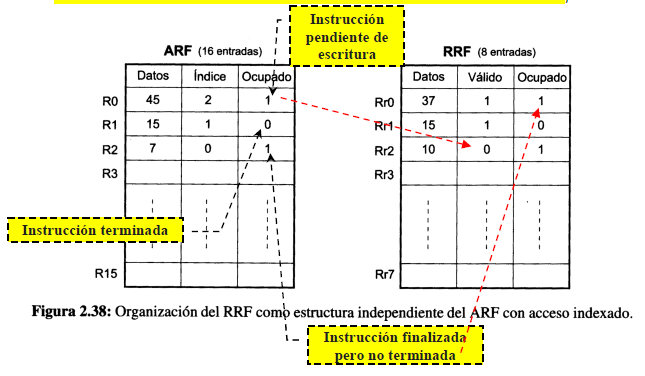 Instrucción
pendiente de
escritura
ARF (16 entradas)
RRF (8 entradas)
Datos Índice Ocupado
Datos Válido Ocupado
R0 45 2 1
Rr0 37 1 1
R1 15 1 0
Rr1 15 1 0
R2 7 0 1
Rr2 10 0 1
R3
Rr3
Instrucción terminada
R15
Rr7
Figura 2.38: Organización del RRF como estructura independiente del ARF con acceso indexado.
Instrucción finalizada
pero no terminada